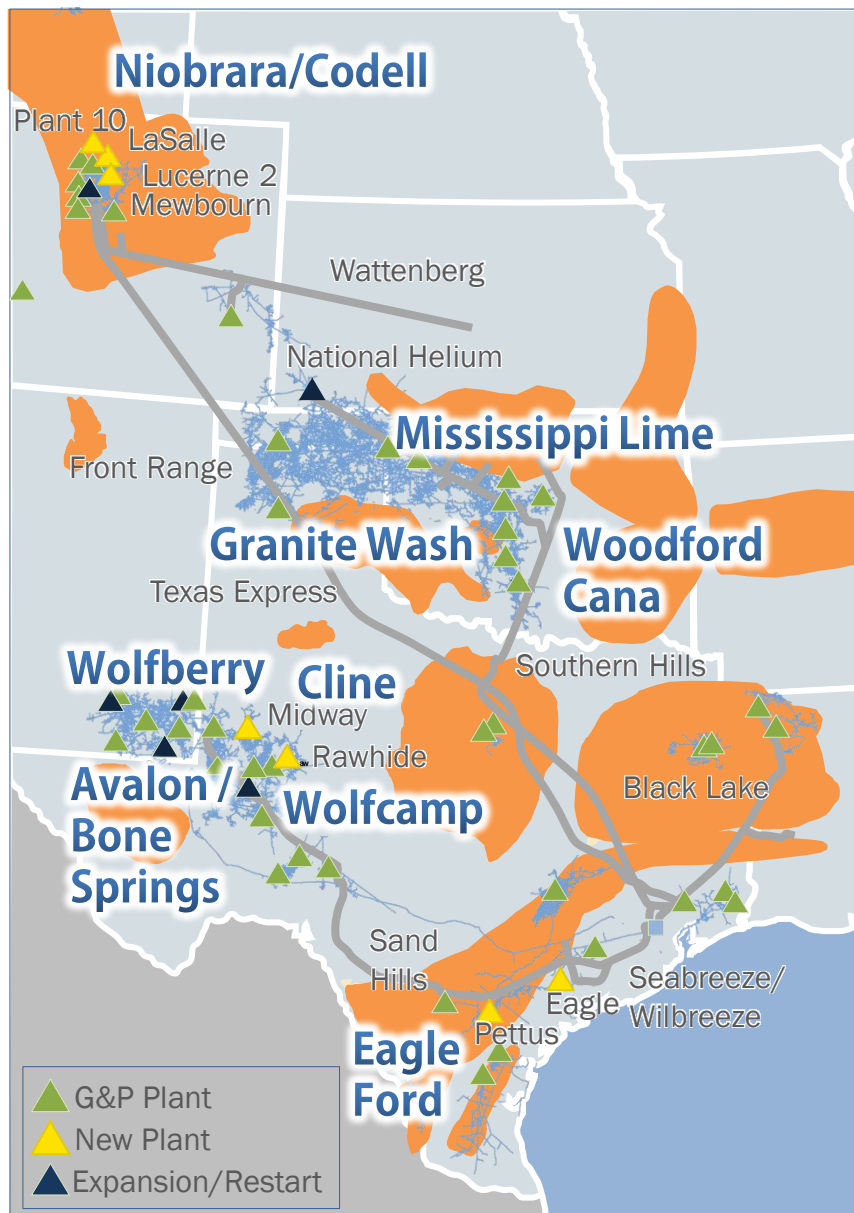 Niobrara/Codell
Plant 10
LaSalle
Lucerne 2
Mewbourn
Wattenberg
National Helium
Mississippi Lime
Front Range
Granite Wash
Woodford
Cana
Texas Express
Wolfberry
Cline
Southern Hills
Midway
Rawhide
Avalon /
Bone
Springs
Wolfcamp
Black Lake
Sand
Hills
Seabreeze/
Wilbreeze
Eagle
Pettus
Eagle
Ford
G&P Plant
New Plant
Expansion/Restart